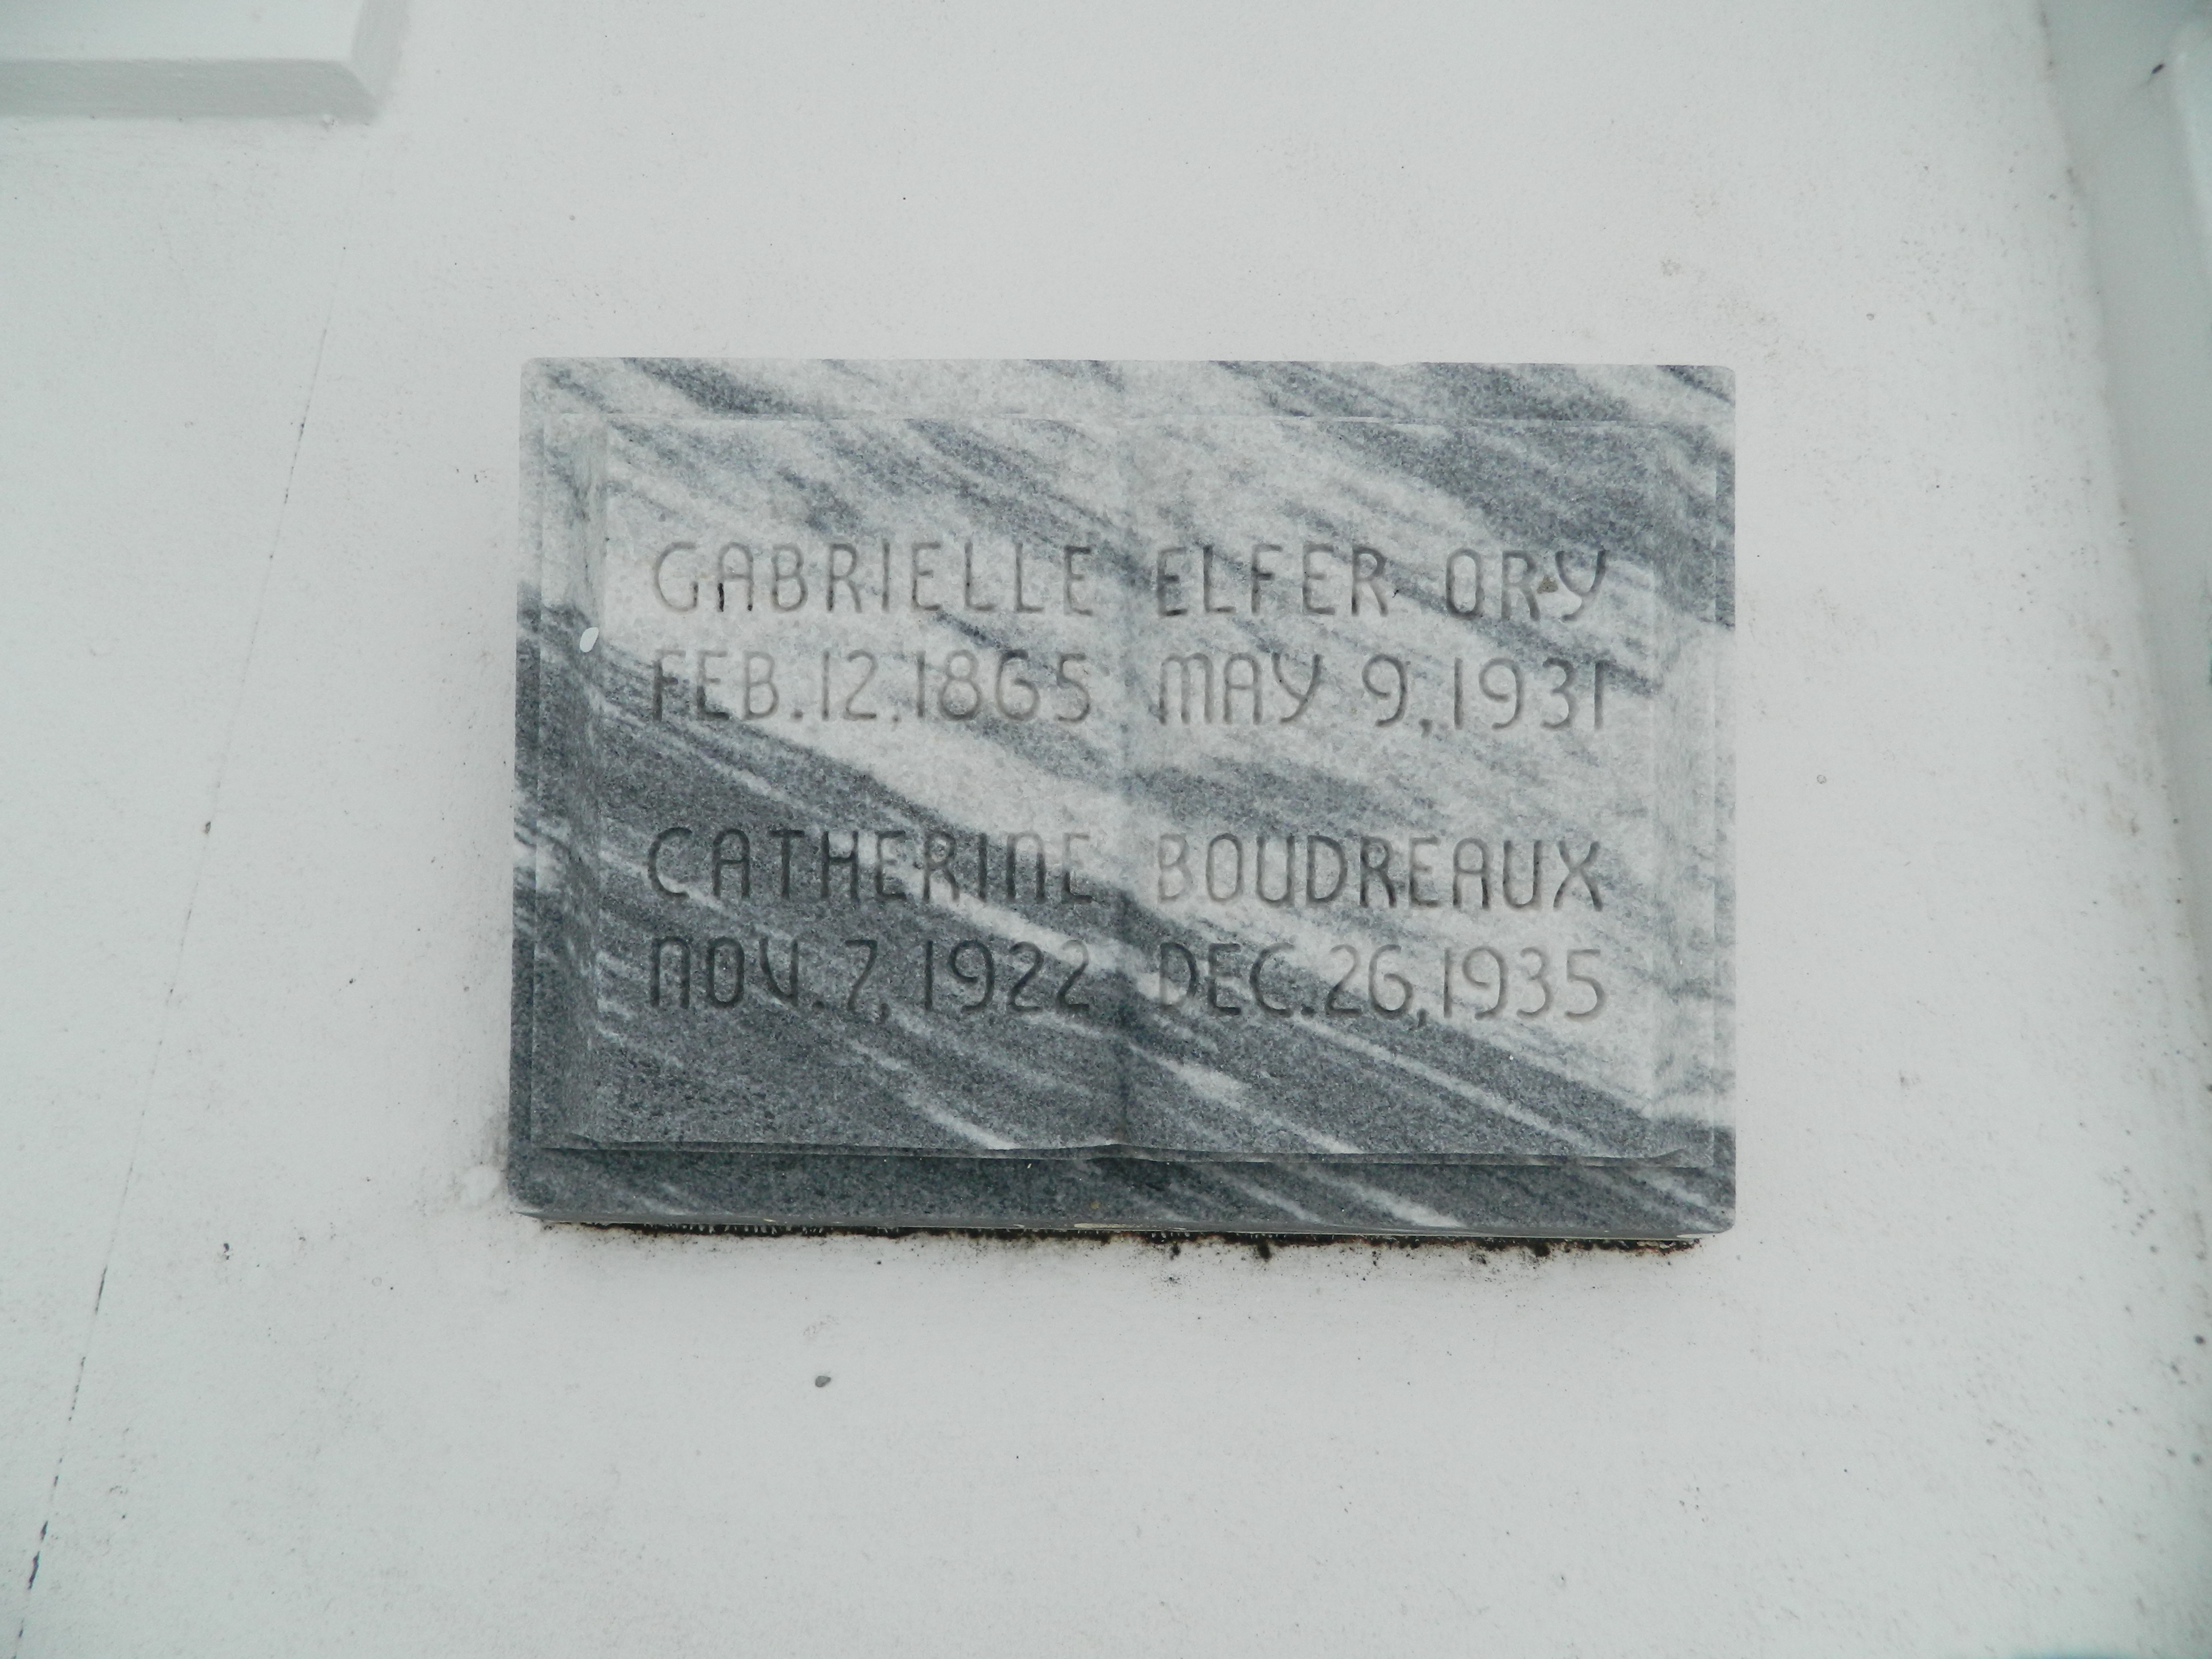 GABRIELLE ELFER ORY
FEB.12,1865 MAY 9,1931
CATHERINE BOUDREAUX
NOV.7,1922 DEC.26,1935